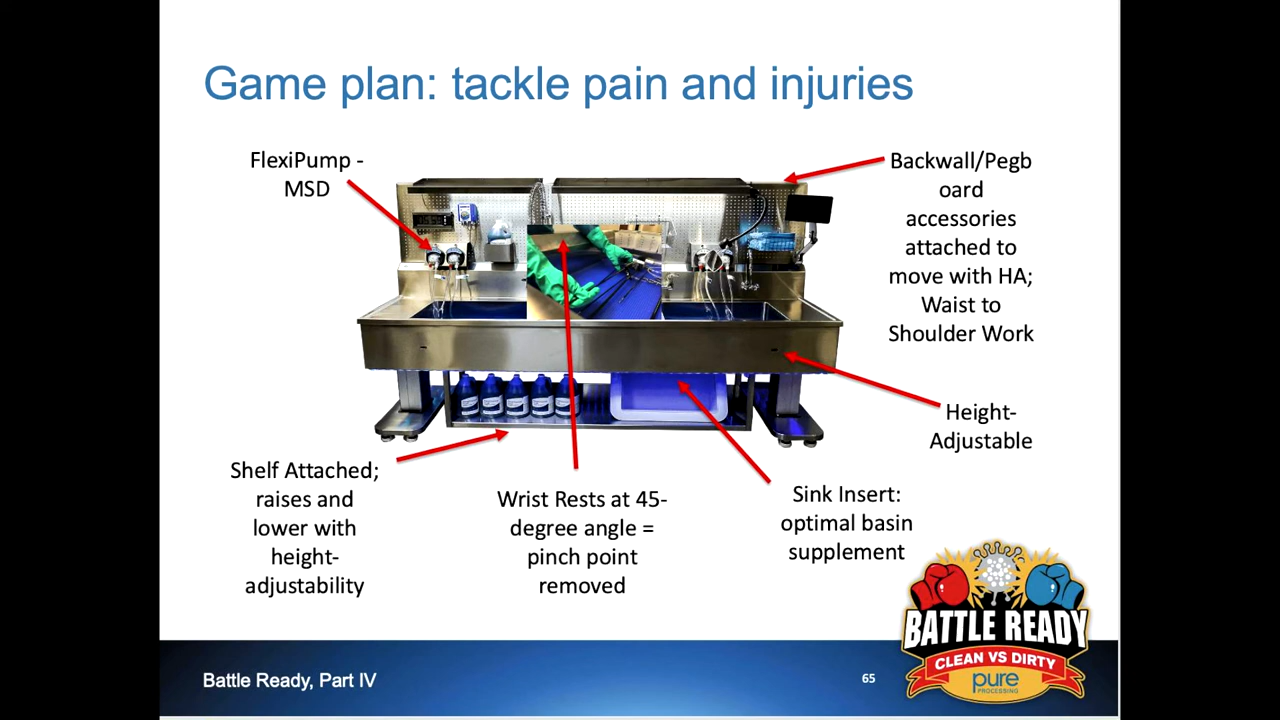 Game plan: tackle pain and injuries
FlexiPump -
MSD
Backwall/Pegb
oard
accessories
attached to
move with HA;
Waist to
Shoulder Work
Height-
Adjustable
Shelf Attached;
raises and
lower with
height-
adjustability
Wrist Rests at 45-
degree angle =
pinch point
removed
Sink Insert:
optimal basin
supplement
BATTLE READY
CLEAN VS DIRTY
pure
PROCESSING
Battle Ready, Part IV
65